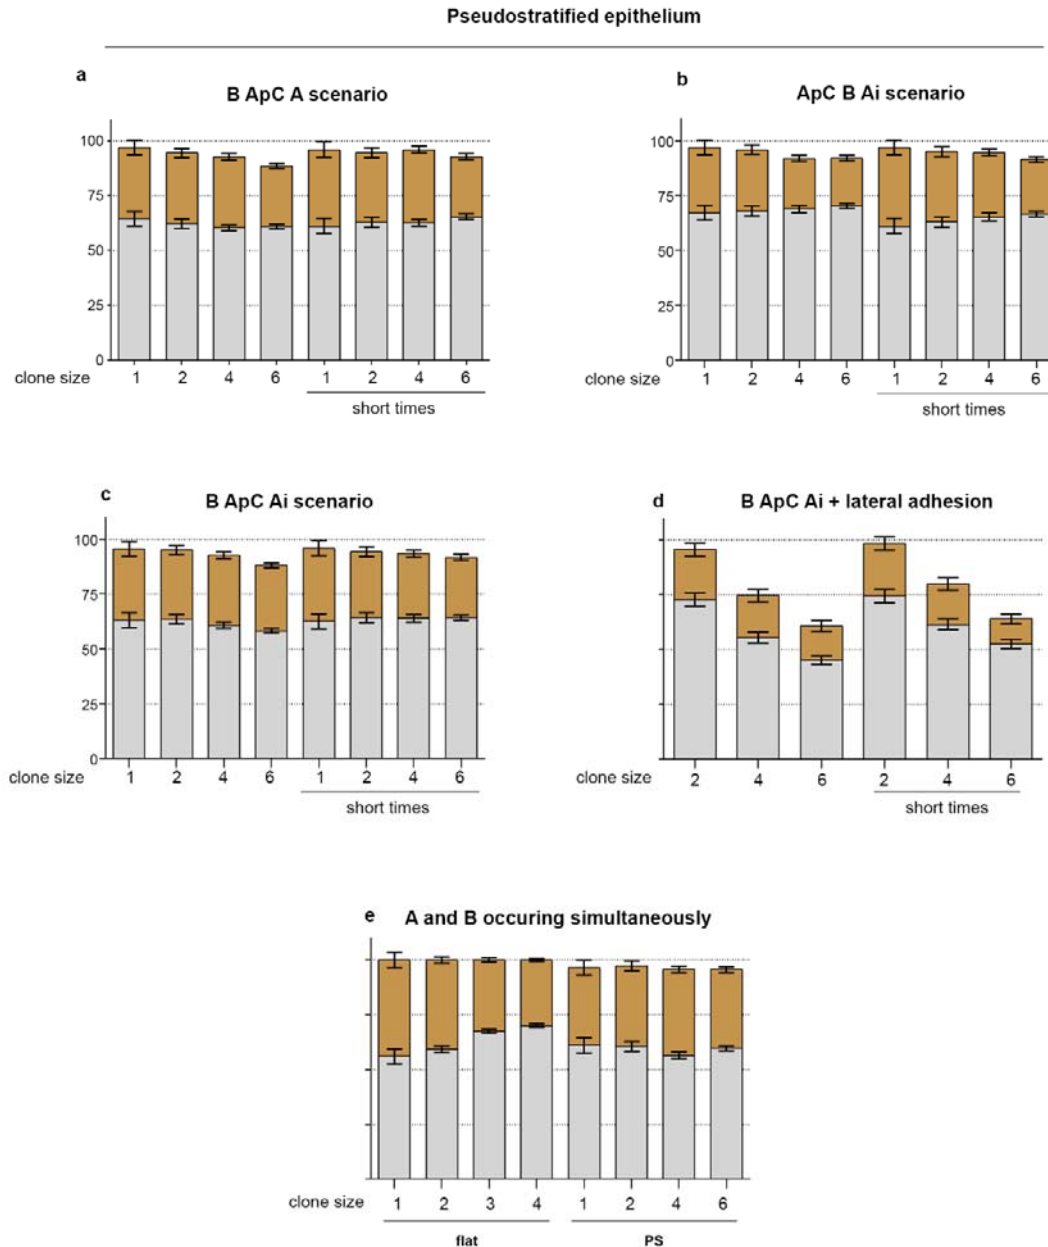 Pseudostratified epithelium
a
B ApC A scenario
100
75
50
25
0
clone size 1 2 4 6 1 2 4 6
short times
b
ApC B Ai scenario
100
75
50
25
0
clone size 1 2 4 6 1 2 4 6
short times
c
B ApC Ai scenario
100
75
50
25
0
clone size 1 2 4 6 1 2 4 6
short times
d
B ApC Ai + lateral adhesion
clone size 2 4 6 2 4 6
short times
e A and B occuring simultaneously
clone size 1 2 3 4 1 2 4 6
flat PS